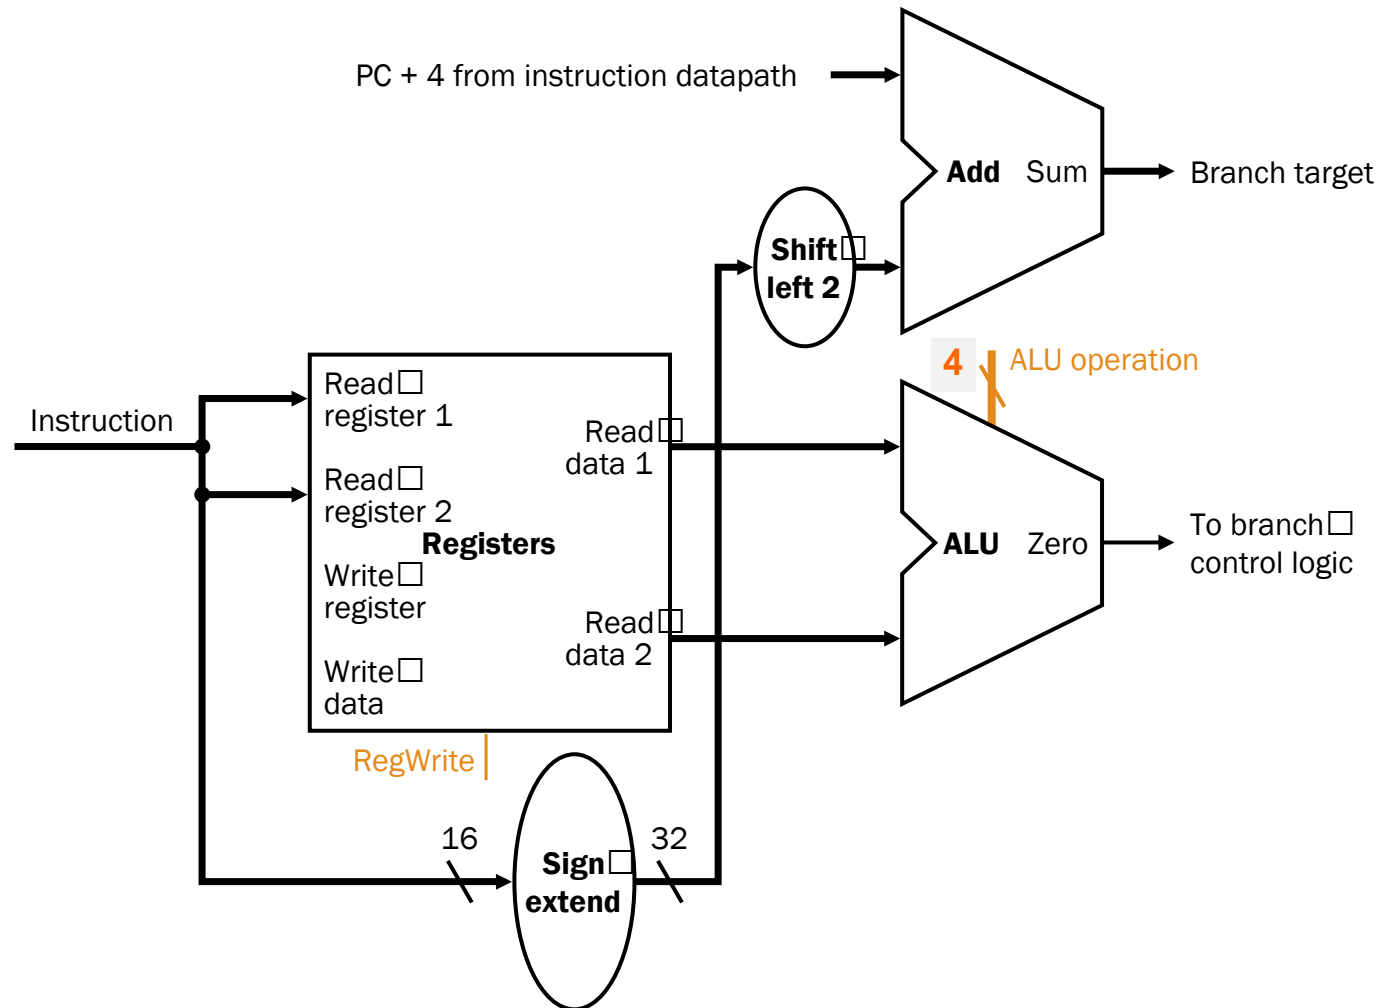 PC + 4 from instruction datapath
Add Sum
Branch target
Shift
left 2
4
ALU operation
Instruction
Read
register 1
Read
data 1
Read
register 2
Registers
ALU Zero
To branch
control logic
Write
register
Read
data 2
Write
data
RegWrite
16
32
Sign
extend